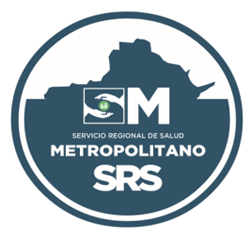 SM
SERVICIO REGIONAL DE SALUD
METROPOLITANO
SRS